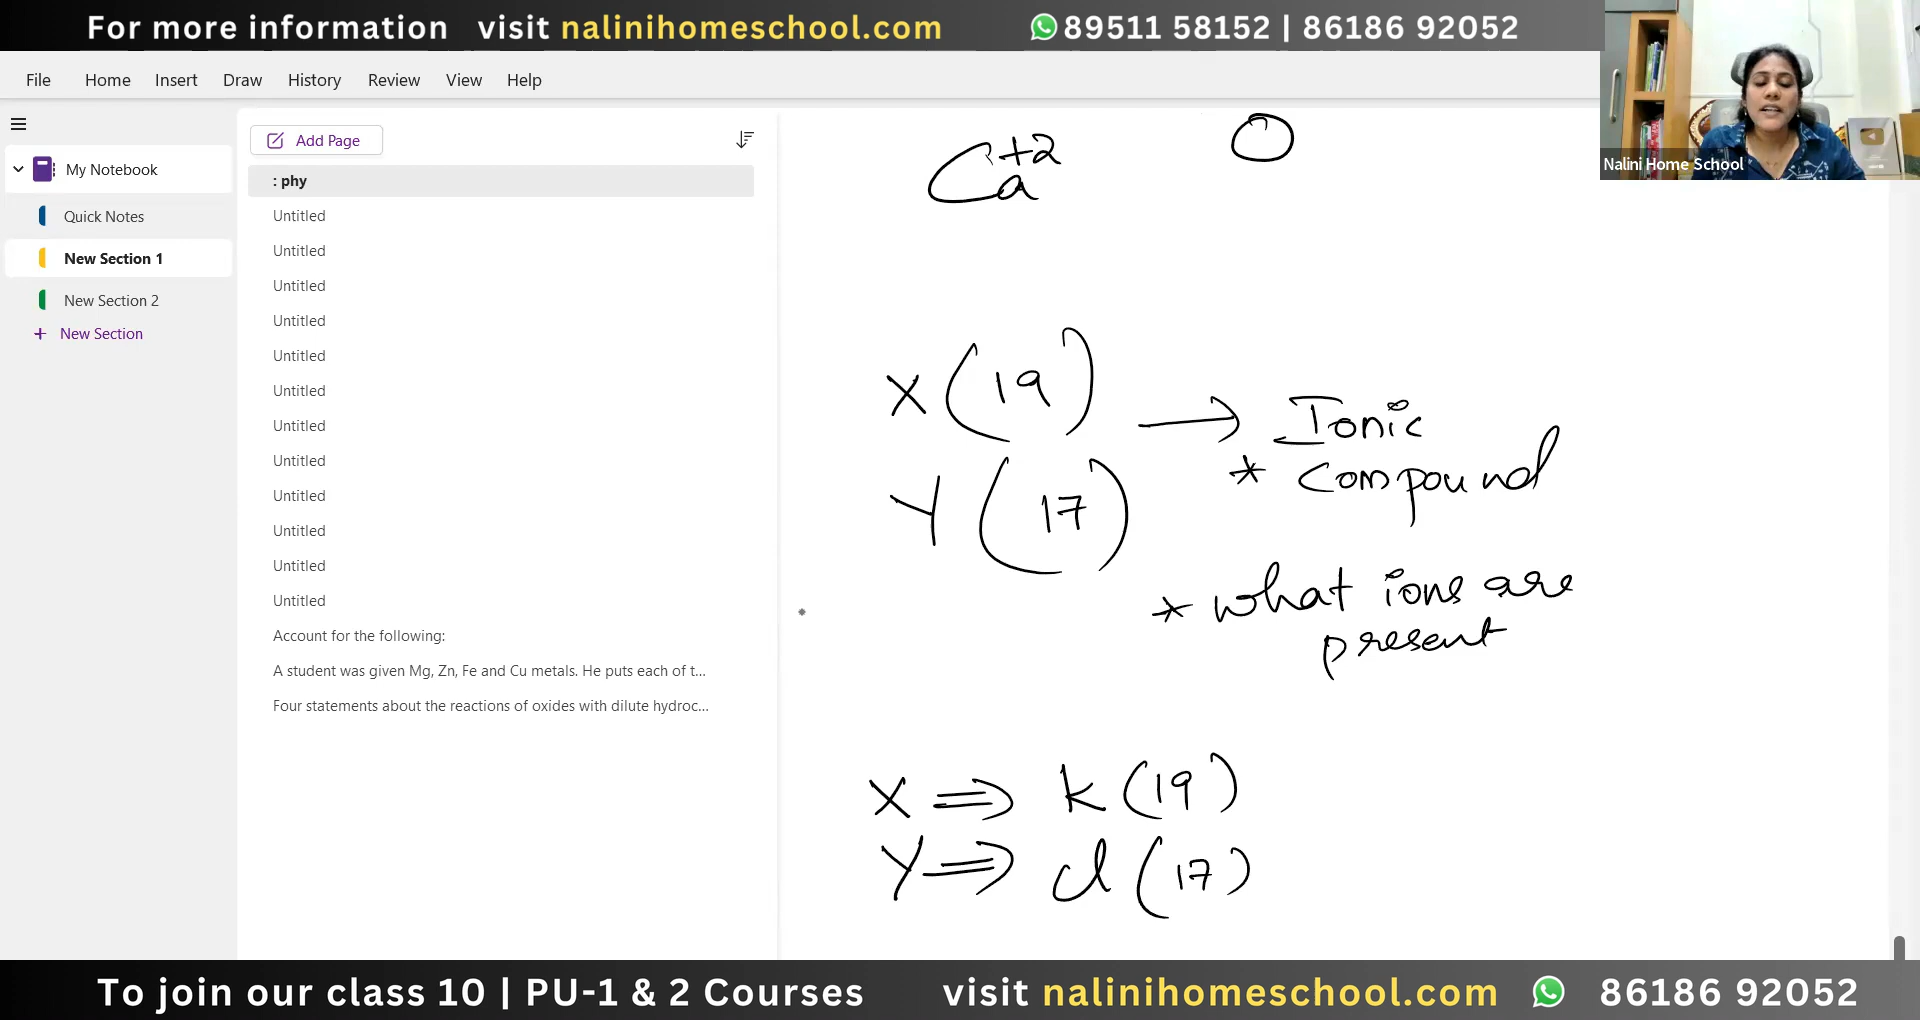 For more information visit nalinihomeschool.com 89511 58152 | 86186 92052
File Home Insert Draw History Review View Help
Nalini Home School
My Notebook
Quick Notes
New Section 1
New Section 2
+ New Section
Add Page
: phy
Untitled
Untitled
Untitled
Untitled
Untitled
Untitled
Untitled
Untitled
Untitled
Untitled
Untitled
Untitled
Account for the following:
A student was given Mg, Zn, Fe and Cu metals. He puts each of t...
Four statements about the reactions of oxides with dilute hydroc...
Ca+2 O
X (19) → Ionic
* compound
Y (17)
* what ions are
present
X ⇒ K (19)
Y ⇒ Cl (17)
To join our class 10 | PU-1 & 2 Courses visit nalinihomeschool.com 86186 92052